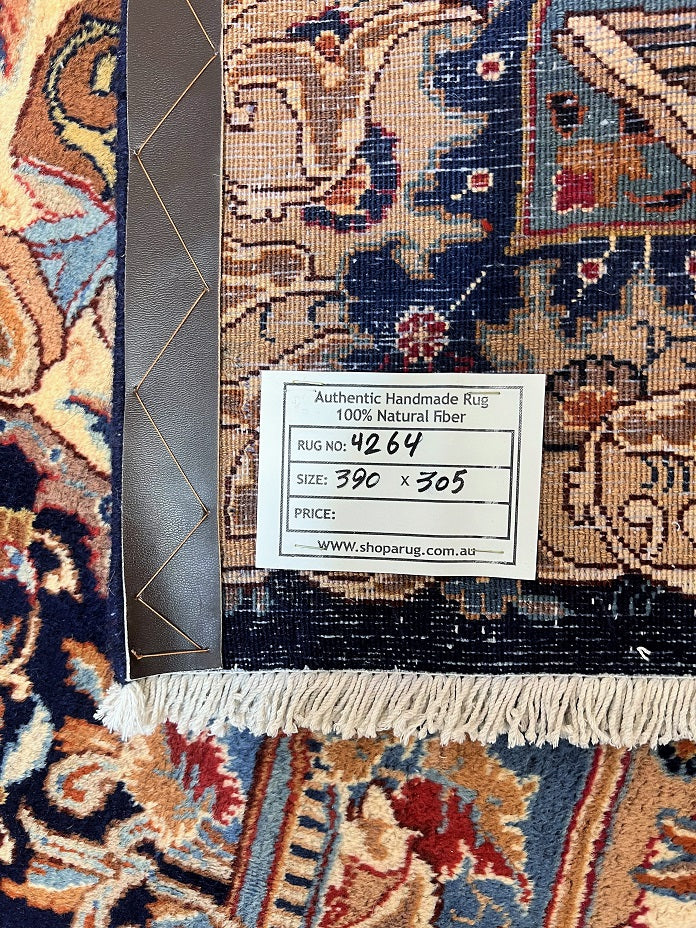 Authentic Handmade Rug
100% Natural Fiber
RUG NO: 4264
SIZE: 390 x 305
PRICE:
www.shoparug.com.au